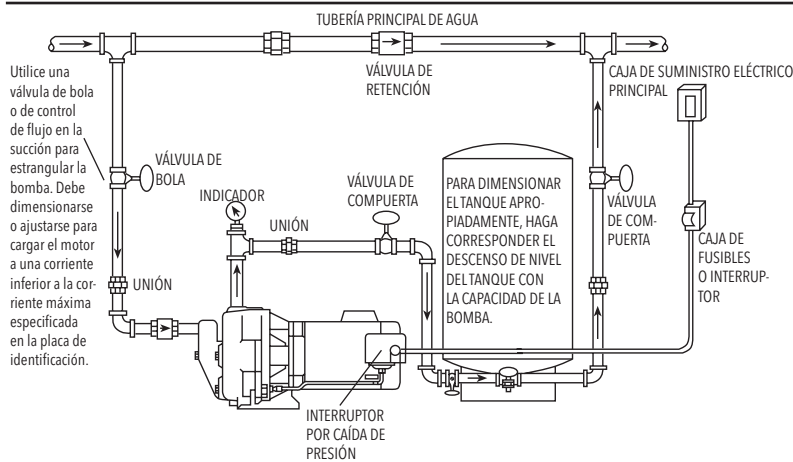 TUBERÍA PRINCIPAL DE AGUA
VÁLVULA DE
RETENCIÓN
CAJA DE SUMINISTRO ELÉCTRICO
PRINCIPAL
Utilice una
válvula de bola
o de control
de flujo en la
succión para
estrangular la
bomba. Debe
dimensionarse
o ajustarse para
cargar el motor
a una corriente
inferior a la cor-
riente máxima
especificada
en la placa de
identificación.
VÁLVULA DE
BOLA
INDICADOR
UNIÓN
VÁLVULA DE
COMPUERTA
PARA DIMENSIONAR
EL TANQUE APRO-
PIADAMENTE, HAGA
CORRESPONDER EL
DESCENSO DE NIVEL
DEL TANQUE CON
LA CAPACIDAD DE LA
BOMBA.
VÁLVULA
DE COM-
PUERTA
CAJA DE
FUSIBLES
O INTERRUP-
TOR
UNIÓN
INTERRUPTOR
POR CAÍDA DE
PRESIÓN